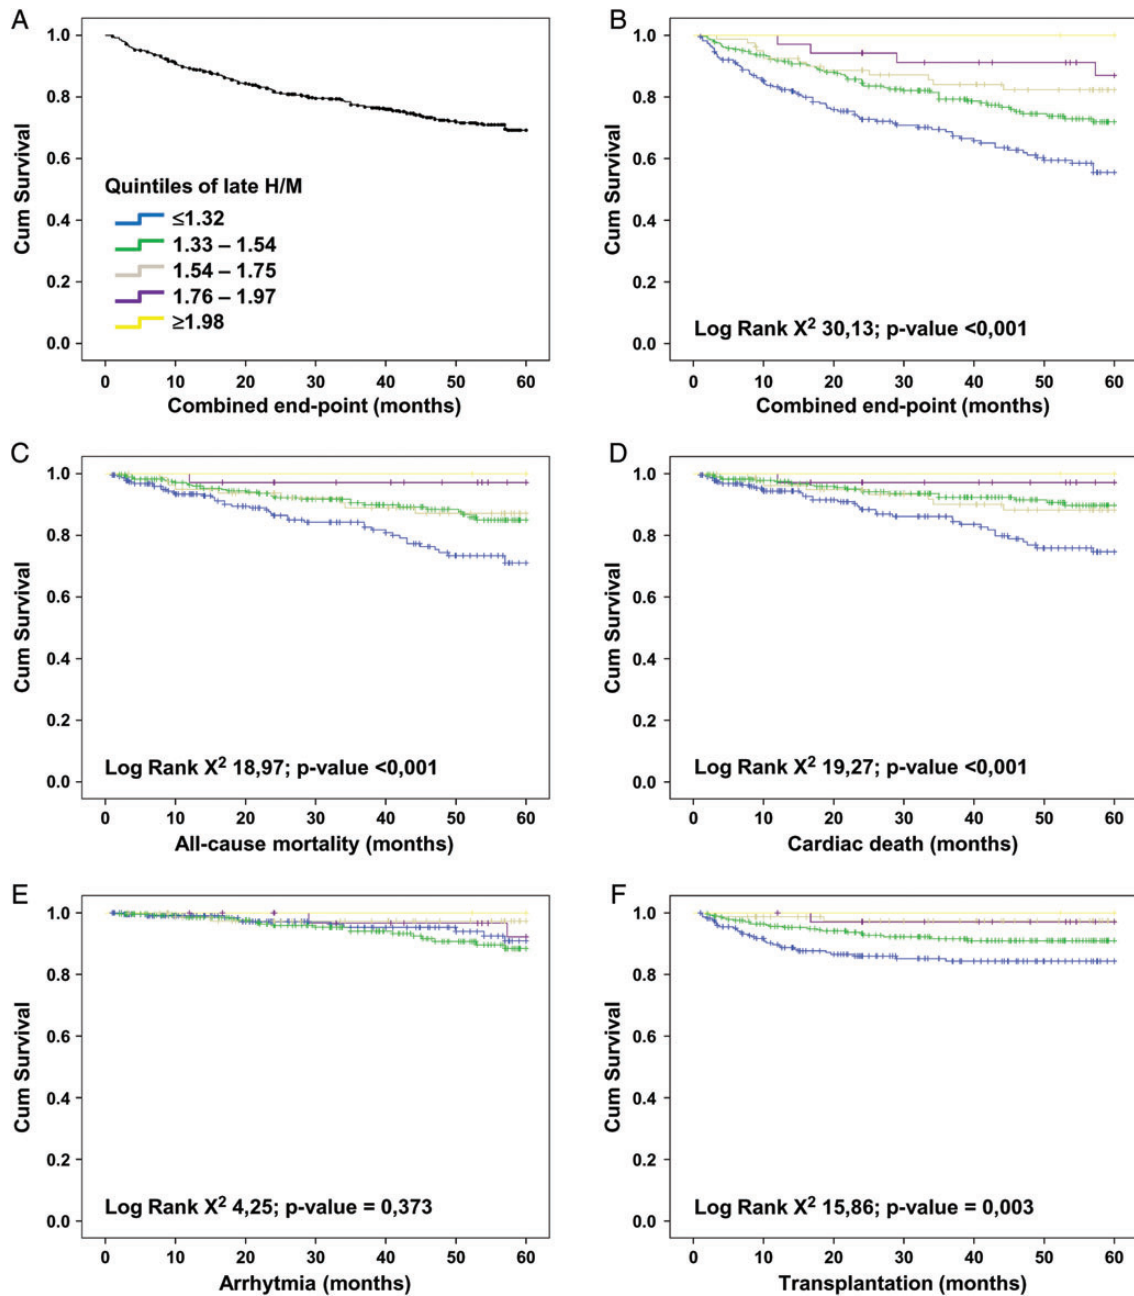 A
Cum Survival
1.0
0.8
0.6
0.4
0.2
0.0
Quintiles of late H/M
≤1.32
1.33 – 1.54
1.54 – 1.75
1.76 – 1.97
≥1.98
0 10 20 30 40 50 60
Combined end-point (months)
B
Cum Survival
1.0
0.8
0.6
0.4
0.2
0.0
Log Rank X² 30,13; p-value <0,001
0 10 20 30 40 50 60
Combined end-point (months)
C
Cum Survival
1.0
0.8
0.6
0.4
0.2
0.0
Log Rank X² 18,97; p-value <0,001
0 10 20 30 40 50 60
All-cause mortality (months)
D
Cum Survival
1.0
0.8
0.6
0.4
0.2
0.0
Log Rank X² 19,27; p-value <0,001
0 10 20 30 40 50 60
Cardiac death (months)
E
Cum Survival
1.0
0.8
0.6
0.4
0.2
0.0
Log Rank X² 4,25; p-value = 0,373
0 10 20 30 40 50 60
Arrhytmia (months)
F
Cum Survival
1.0
0.8
0.6
0.4
0.2
0.0
Log Rank X² 15,86; p-value = 0,003
0 10 20 30 40 50 60
Transplantation (months)